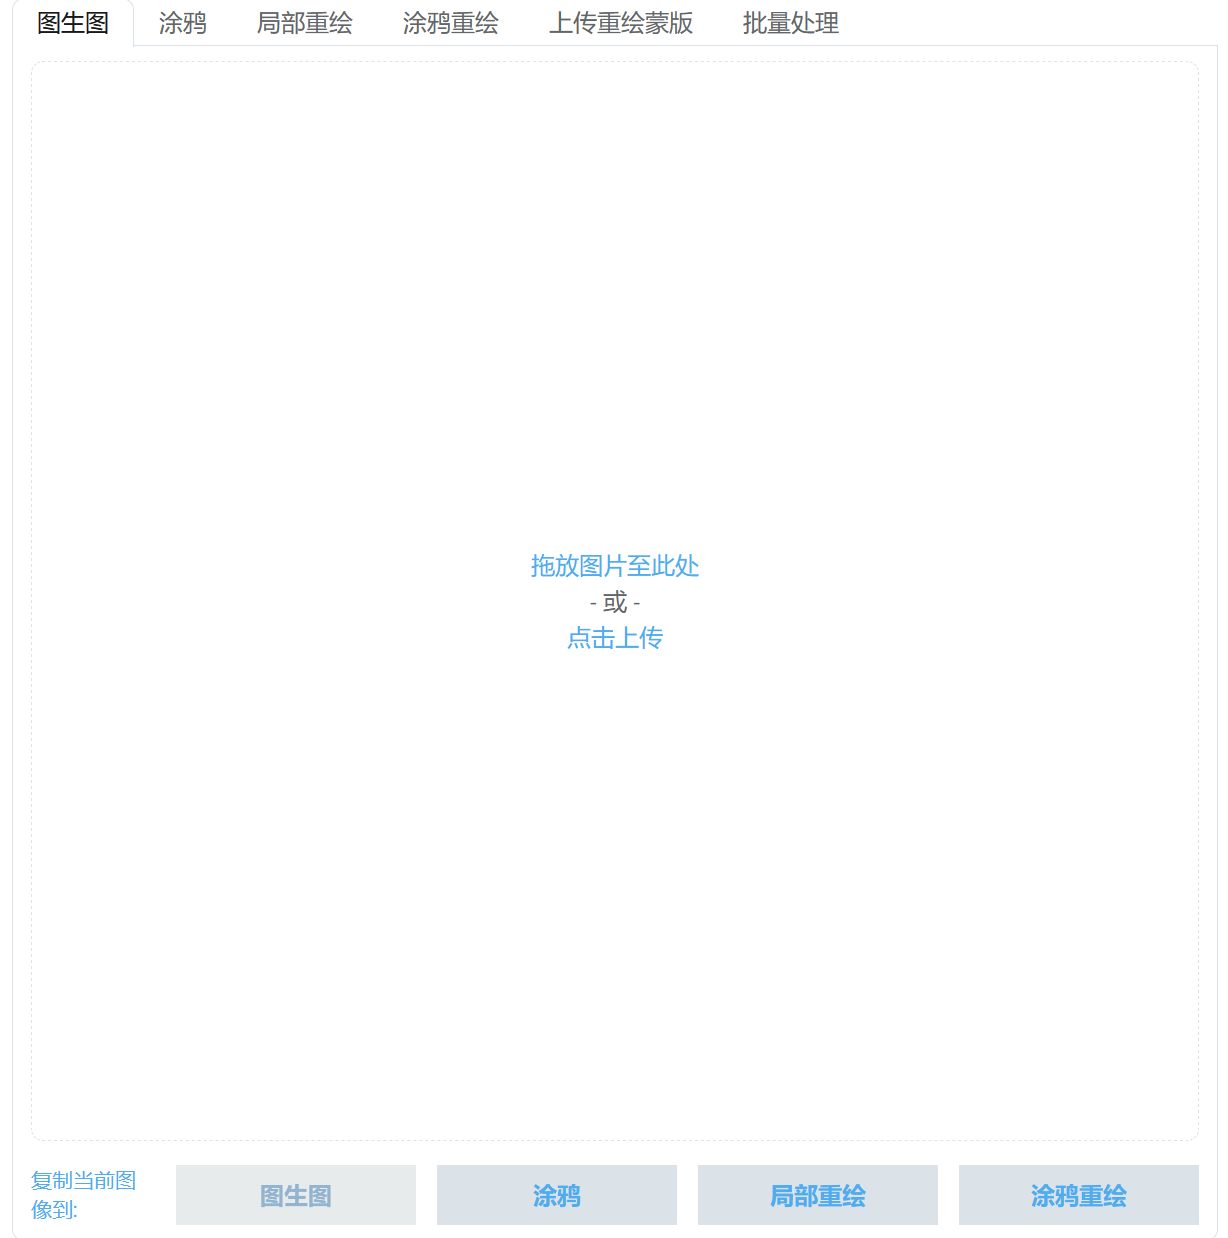 图生图 涂鸦 局部重绘 涂鸦重绘 上传重绘蒙版 批量处理
拖放图片至此处
- 或 -
点击上传
复制当前图
像到:
图生图 涂鸦 局部重绘 涂鸦重绘